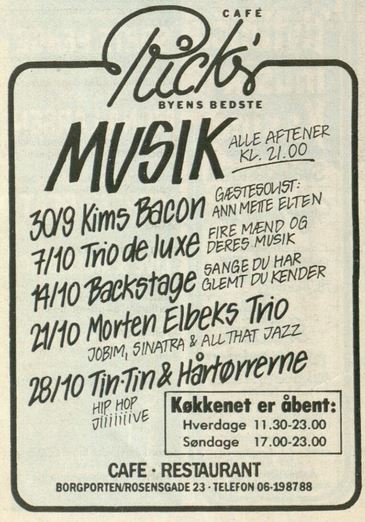 CAFÉ
Rick's
BYENS BEDSTE
MUSIK
ALLE AFTENER
KL. 21.00
30/9 Kims Bacon
GÆSTESOLIST:
ANN METTE ELTEN
7/10 Trio de luxe
FIRE MÆND OG
DERES MUSIK
14/10 Backstage
SANGE DU HAR
GLEMT DU KENDER
21/10 Morten Elbeks Trio
JOBIM, SINATRA & ALL THAT JAZZ
28/10 Tin-Tin & Hårtørrerne
HIP HOP
JIIIIIIVE
Køkkenet er åbent:
Hverdage 11.30-23.00
Søndage 17.00-23.00
CAFE · RESTAURANT
BORGPORTEN/ROSENSGADE 23 · TELEFON 06-198788